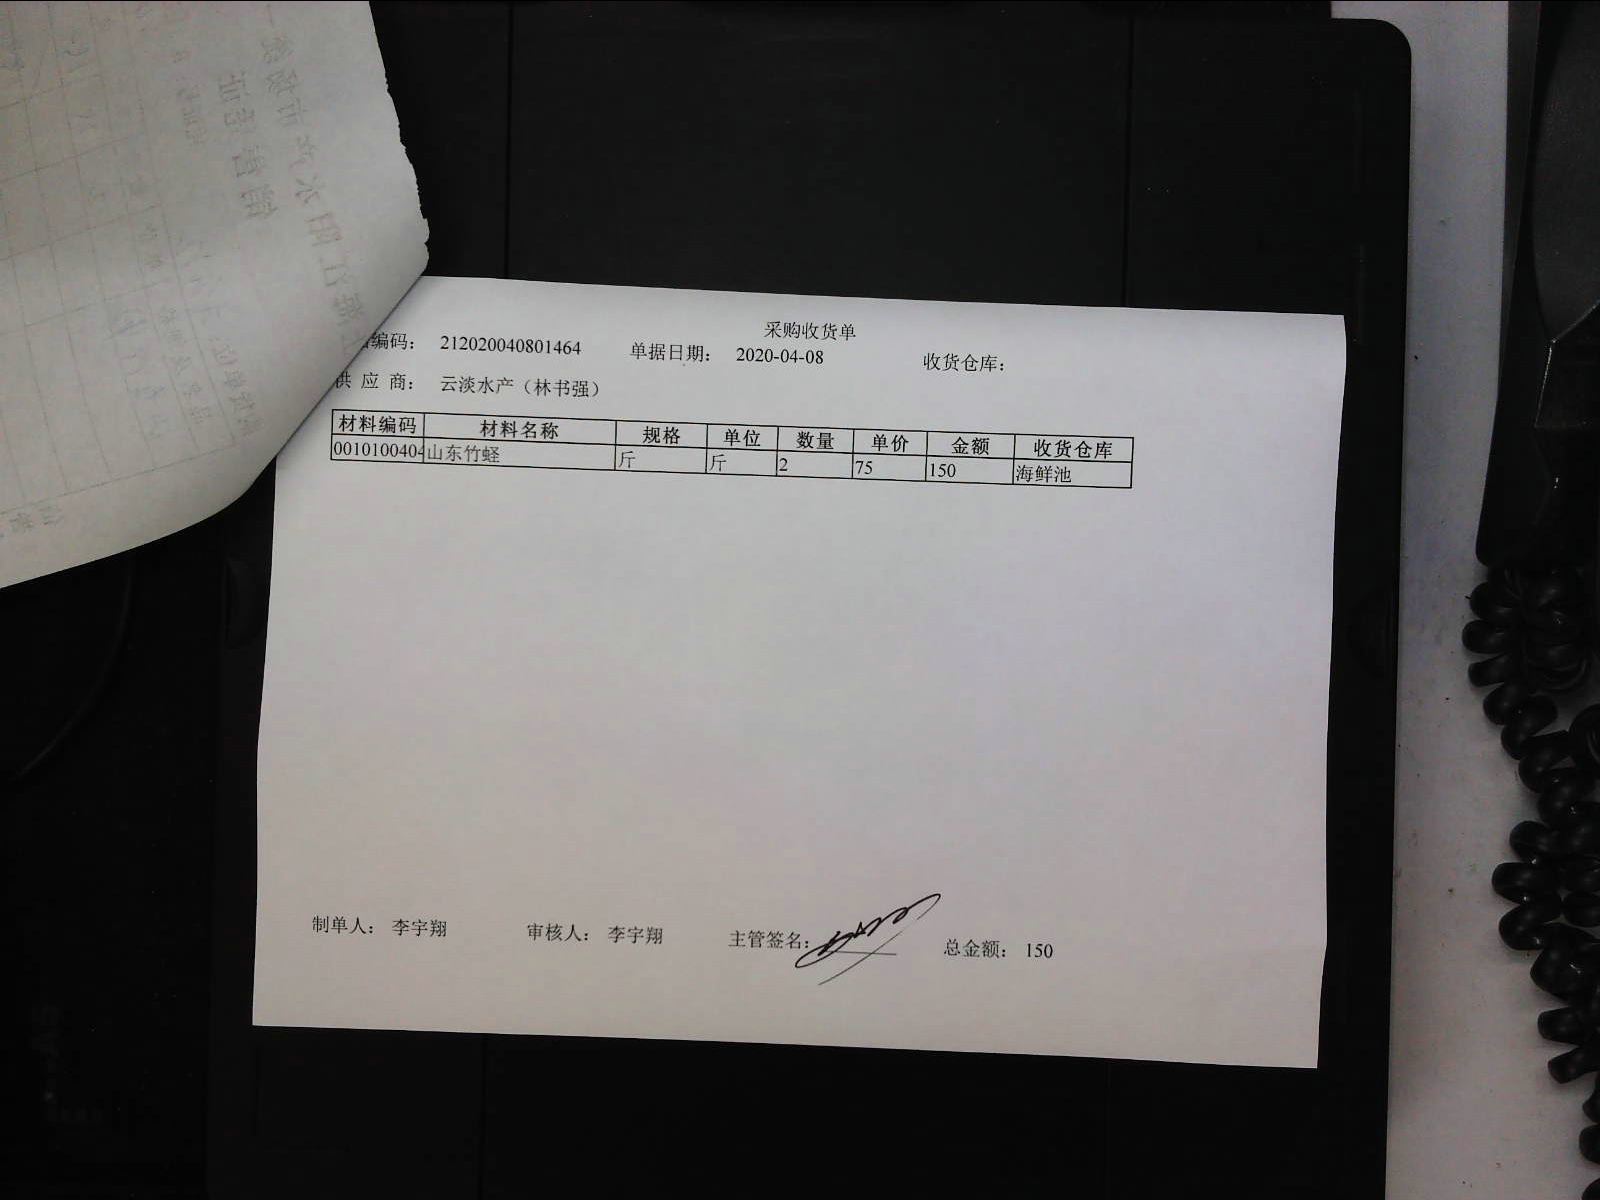 采购收货单
编码： 212020040801464 单据日期： 2020-04-08 收货仓库：
供 应 商： 云淡水产（林书强）
材料编码 材料名称 规格 单位 数量 单价 金额 收货仓库
0010100404 山东竹蛏 斤 斤 2 75 150 海鲜池
制单人： 李宇翔 审核人： 李宇翔 主管签名： 总金额： 150